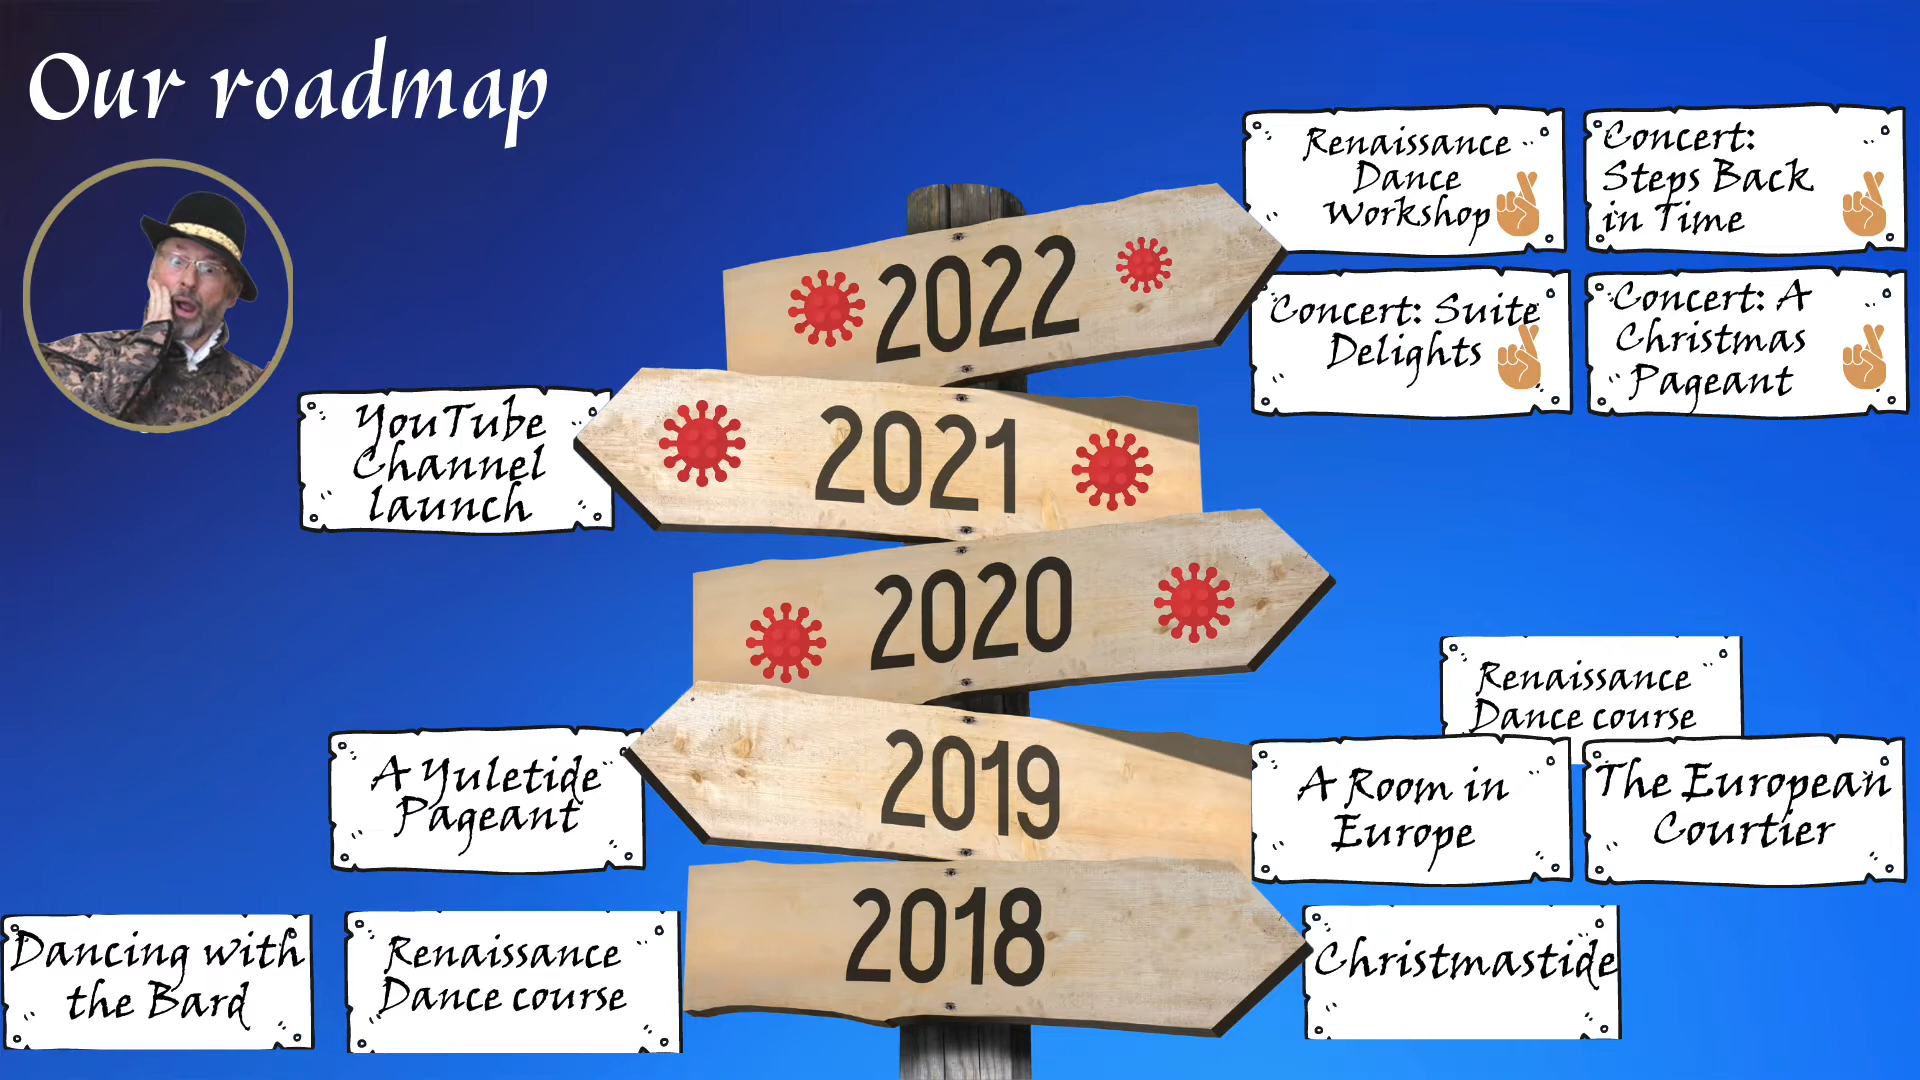 Our roadmap
Renaissance
Dance
Workshop
Concert:
Steps Back
in Time
2022
Concert: Suite
Delights
Concert: A
Christmas
Pageant
YouTube
Channel
launch
2021
2020
Renaissance
Dance course
A Yuletide
Pageant
2019
A Room in
Europe
The European
Courtier
Dancing with
the Bard
Renaissance
Dance course
2018
Christmastide